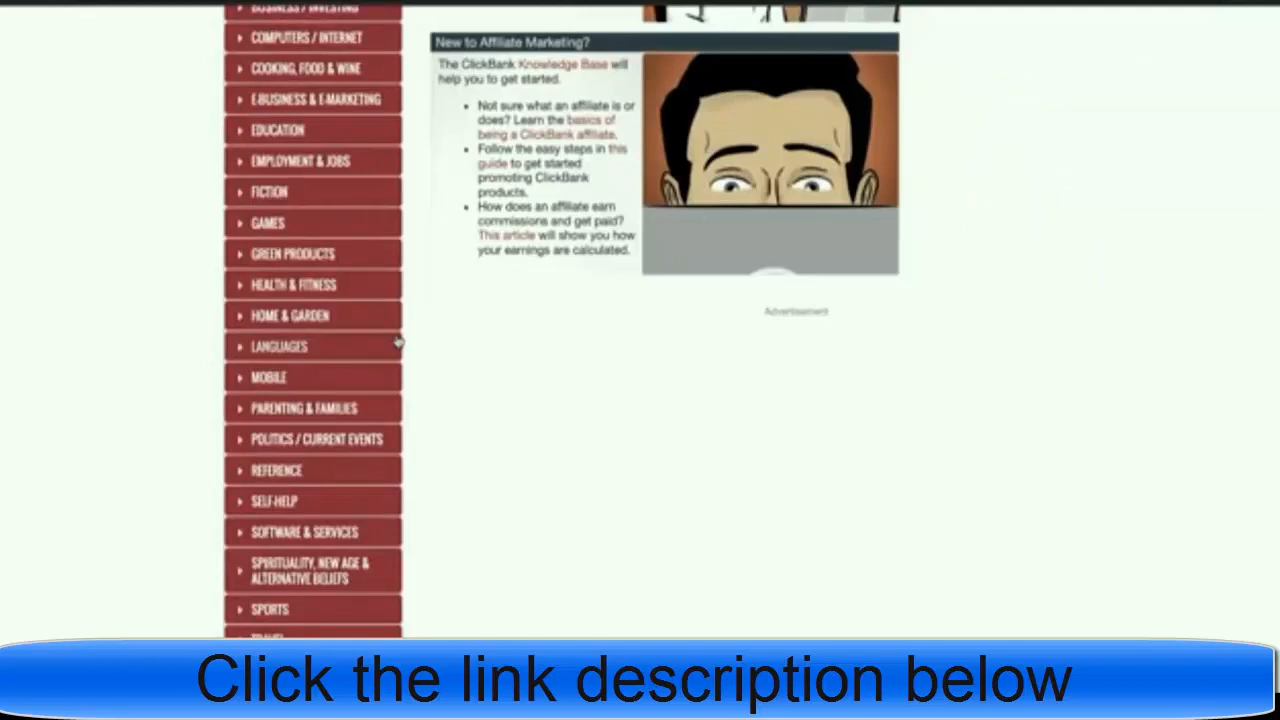 BUSINESS / INVESTING
COMPUTERS / INTERNET
COOKING, FOOD & WINE
E-BUSINESS & E-MARKETING
EDUCATION
EMPLOYMENT & JOBS
FICTION
GAMES
GREEN PRODUCTS
HEALTH & FITNESS
HOME & GARDEN
LANGUAGES
MOBILE
PARENTING & FAMILIES
POLITICS / CURRENT EVENTS
REFERENCE
SELF-HELP
SOFTWARE & SERVICES
SPIRITUALITY, NEW AGE &
ALTERNATIVE BELIEFS
SPORTS
TRAVEL
New to Affiliate Marketing?
The ClickBank Knowledge Base will
help you to get started.
Not sure what an affiliate is or
does? Learn the basics of
being a ClickBank affiliate.
Follow the easy steps in this
guide to get started
promoting ClickBank
products.
How does an affiliate earn
commissions and get paid?
This article will show you how
your earnings are calculated.
Advertisement
Click the link description below